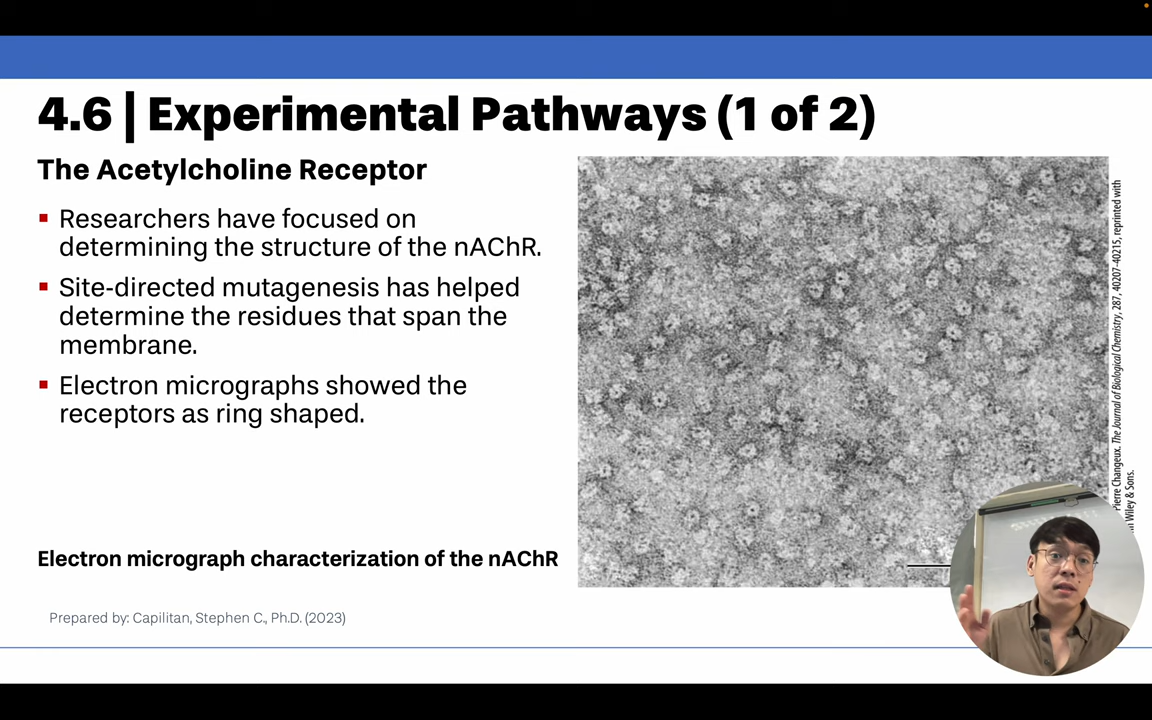 4.6 | Experimental Pathways (1 of 2)
The Acetylcholine Receptor
▪ Researchers have focused on
determining the structure of the nAChR.
▪ Site-directed mutagenesis has helped
determine the residues that span the
membrane.
▪ Electron micrographs showed the
receptors as ring shaped.
Electron micrograph characterization of the nAChR
Prepared by: Capilitan, Stephen C., Ph.D. (2023)
Pierre Changeux. The Journal of Biological Chemistry, 287, 40207-40215, reprinted with
Wiley & Sons.